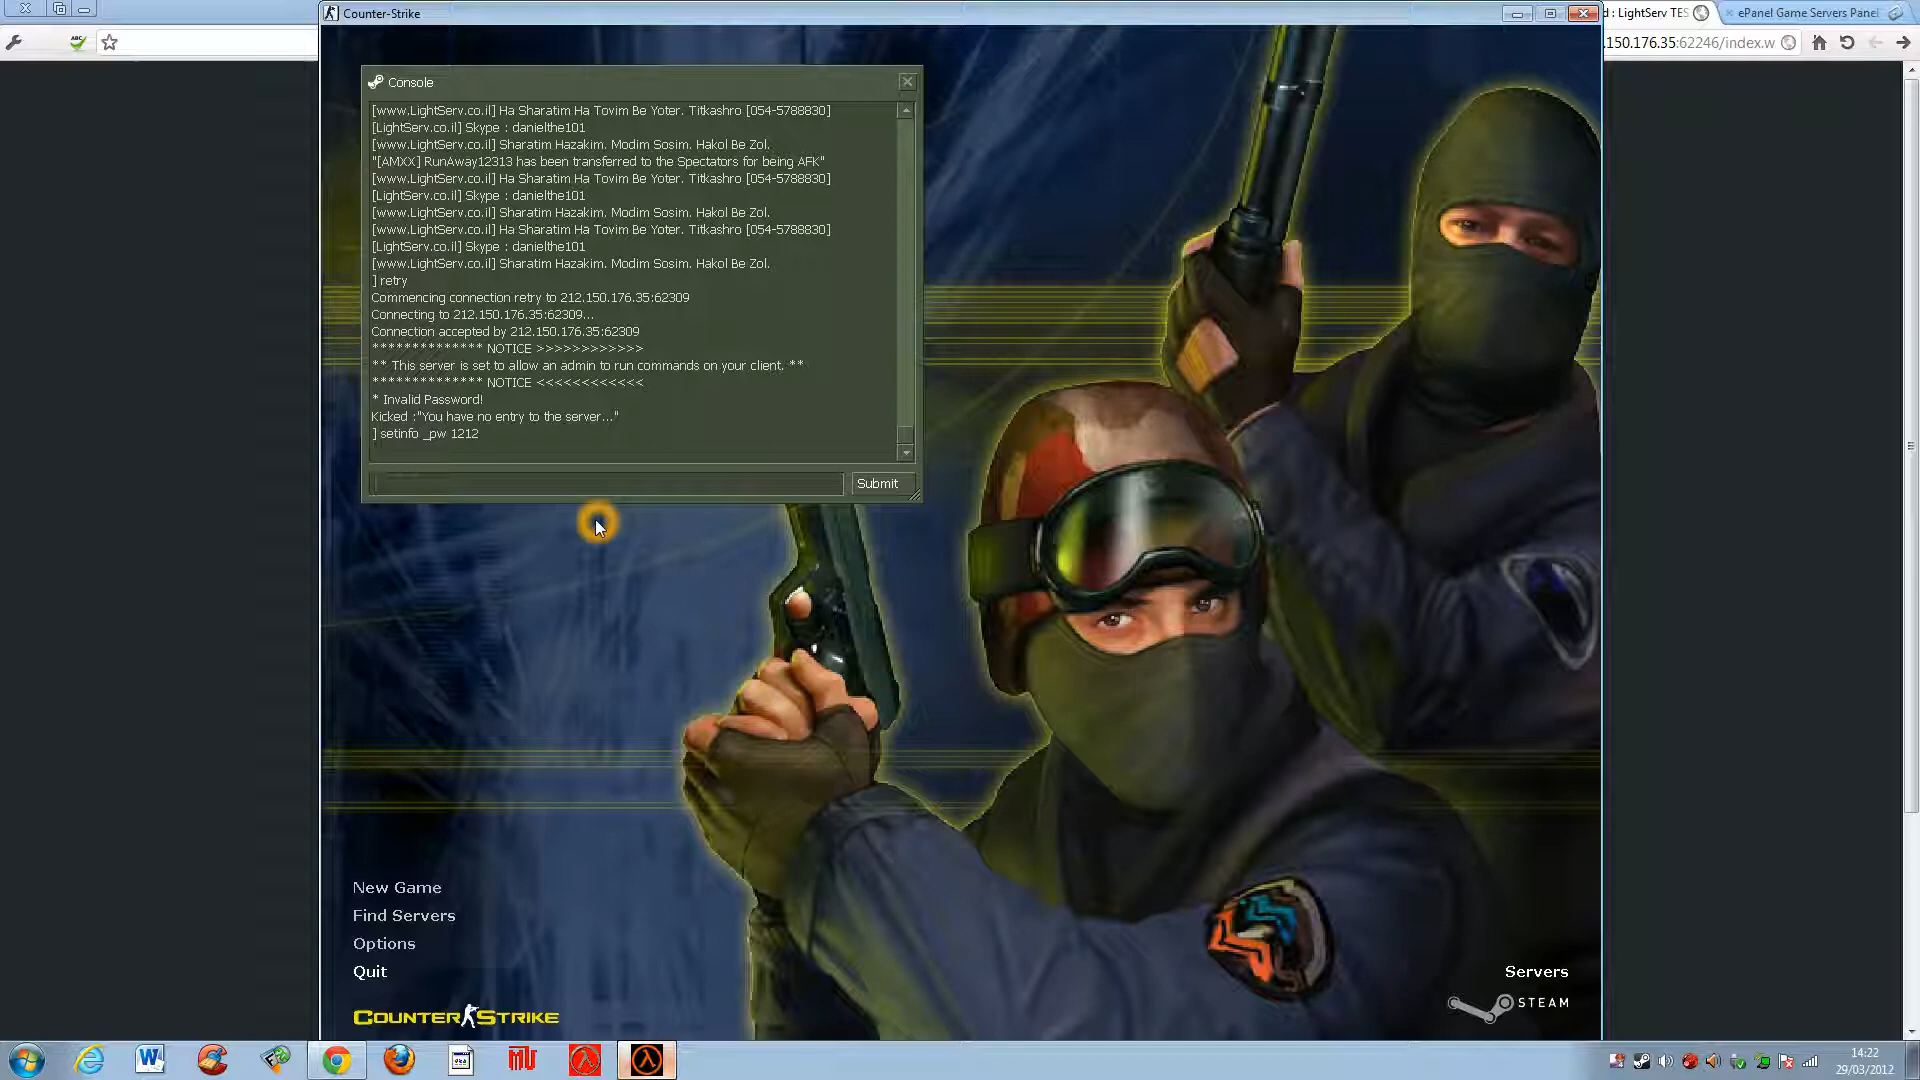 Counter-Strike
d : LightServ TES
ePanel Game Servers Panel
.150.176.35:62246/index.w
Console
[www.LightServ.co.il] Ha Sharatim Ha Tovim Be Yoter. Titkashro [054-5788830]
[LightServ.co.il] Skype : danielthe101
[www.LightServ.co.il] Sharatim Hazakim. Modim Sosim. Hakol Be Zol.
"[AMXX] RunAway12313 has been transferred to the Spectators for being AFK"
[www.LightServ.co.il] Ha Sharatim Ha Tovim Be Yoter. Titkashro [054-5788830]
[LightServ.co.il] Skype : danielthe101
[www.LightServ.co.il] Sharatim Hazakim. Modim Sosim. Hakol Be Zol.
[www.LightServ.co.il] Ha Sharatim Ha Tovim Be Yoter. Titkashro [054-5788830]
[LightServ.co.il] Skype : danielthe101
[www.LightServ.co.il] Sharatim Hazakim. Modim Sosim. Hakol Be Zol.
] retry
Commencing connection retry to 212.150.176.35:62309
Connecting to 212.150.176.35:62309...
Connection accepted by 212.150.176.35:62309
************** NOTICE >>>>>>>>>>>>
** This server is set to allow an admin to run commands on your client. **
************** NOTICE <<<<<<<<<<<<
* Invalid Password!
Kicked :"You have no entry to the server..."
] setinfo _pw 1212
Submit
New Game
Find Servers
Options
Quit
COUNTER STRIKE
Servers
STEAM
14:22
29/03/2012